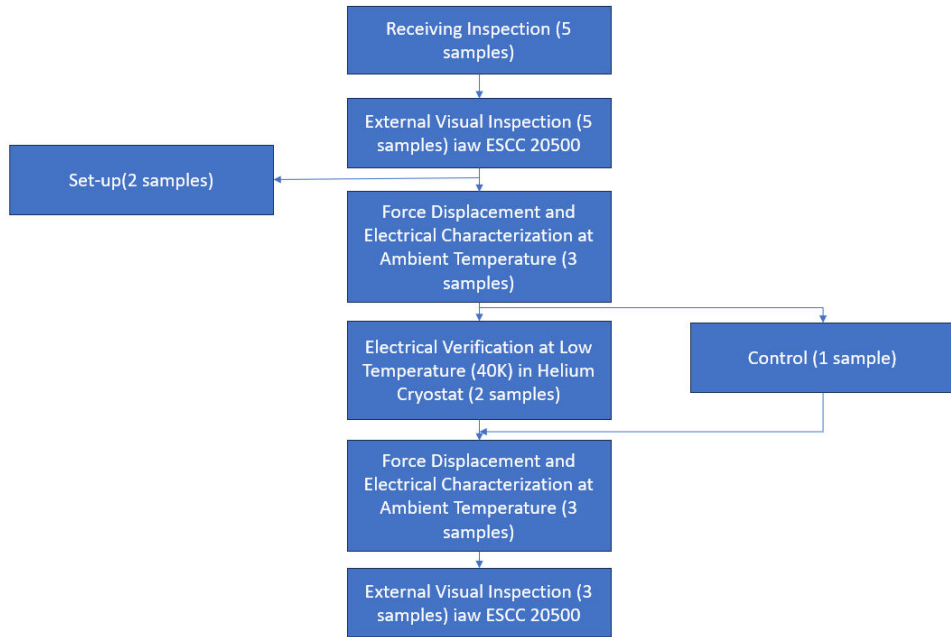 Receiving Inspection (5
samples)
External Visual Inspection (5
samples) iaw ESCC 20500
Set-up(2 samples)
Force Displacement and
Electrical Characterization at
Ambient Temperature (3
samples)
Electrical Verification at Low
Temperature (40K) in Helium
Cryostat (2 samples)
Control (1 sample)
Force Displacement and
Electrical Characterization at
Ambient Temperature (3
samples)
External Visual Inspection (3
samples) iaw ESCC 20500